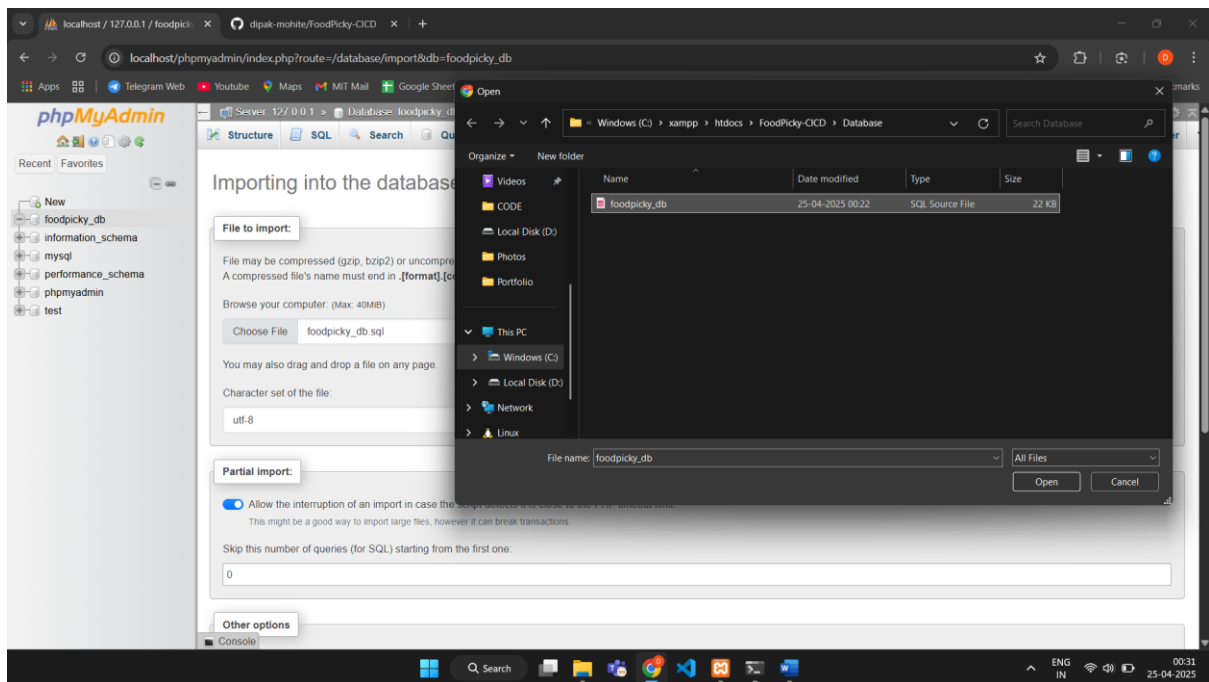 localhost / 127.0.0.1 / foodpick
dipak-mohite/FoodPicky-CICD
localhost/phpmyadmin/index.php?route=/database/import&db=foodpicky_db
Apps
Telegram Web
Youtube
Maps
MIT Mail
Google Sheet
phpMyAdmin
Recent
Favorites
New
foodpicky_db
information_schema
mysql
performance_schema
phpmyadmin
test
Server: 127.0.0.1 » Database: foodpicky_d
Structure
SQL
Search
Qu
Importing into the database
File to import:
File may be compressed (gzip, bzip2) or uncompre
A compressed file's name must end in .[format].[c
Browse your computer: (Max: 40MiB)
Choose File
foodpicky_db.sql
You may also drag and drop a file on any page.
Character set of the file:
utf-8
Partial import:
Allow the interruption of an import in case the script detects it is close to the PHP timeout limit.
This might be a good way to import large files, however it can break transactions.
Skip this number of queries (for SQL) starting from the first one:
0
Other options
Console
Open
Windows (C:) > xampp > htdocs > FoodPicky-CICD > Database
Search Database
Organize
New folder
Videos
CODE
Local Disk (D:)
Photos
Portfolio
This PC
Windows (C:)
Local Disk (D:)
Network
Linux
Name
Date modified
Type
Size
foodpicky_db
25-04-2025 00:22
SQL Source File
22 KB
File name:
foodpicky_db
All Files
Open
Cancel
Search
ENG
IN
00:31
25-04-2025